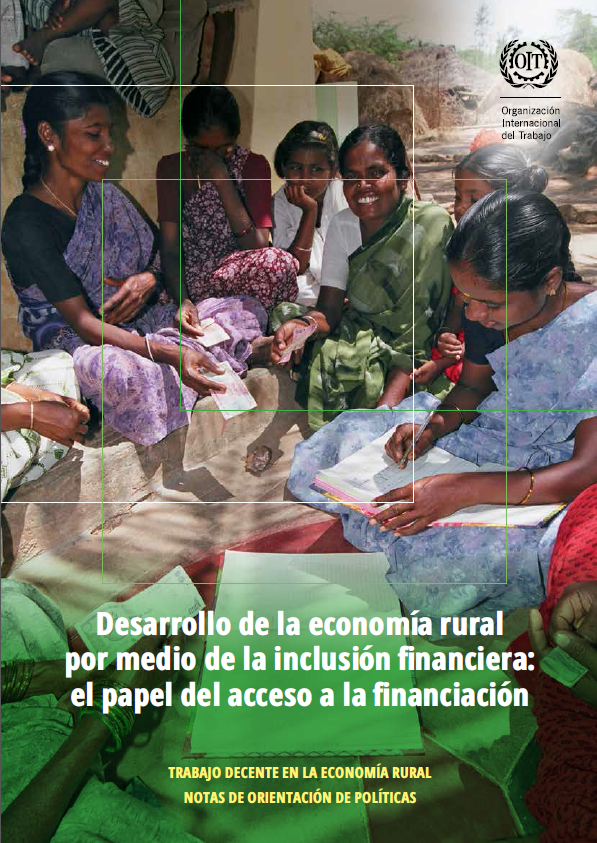 OIT
Organización
Internacional
del Trabajo
Desarrollo de la economía rural
por medio de la inclusión financiera:
el papel del acceso a la financiación
TRABAJO DECENTE EN LA ECONOMÍA RURAL
NOTAS DE ORIENTACIÓN DE POLÍTICAS